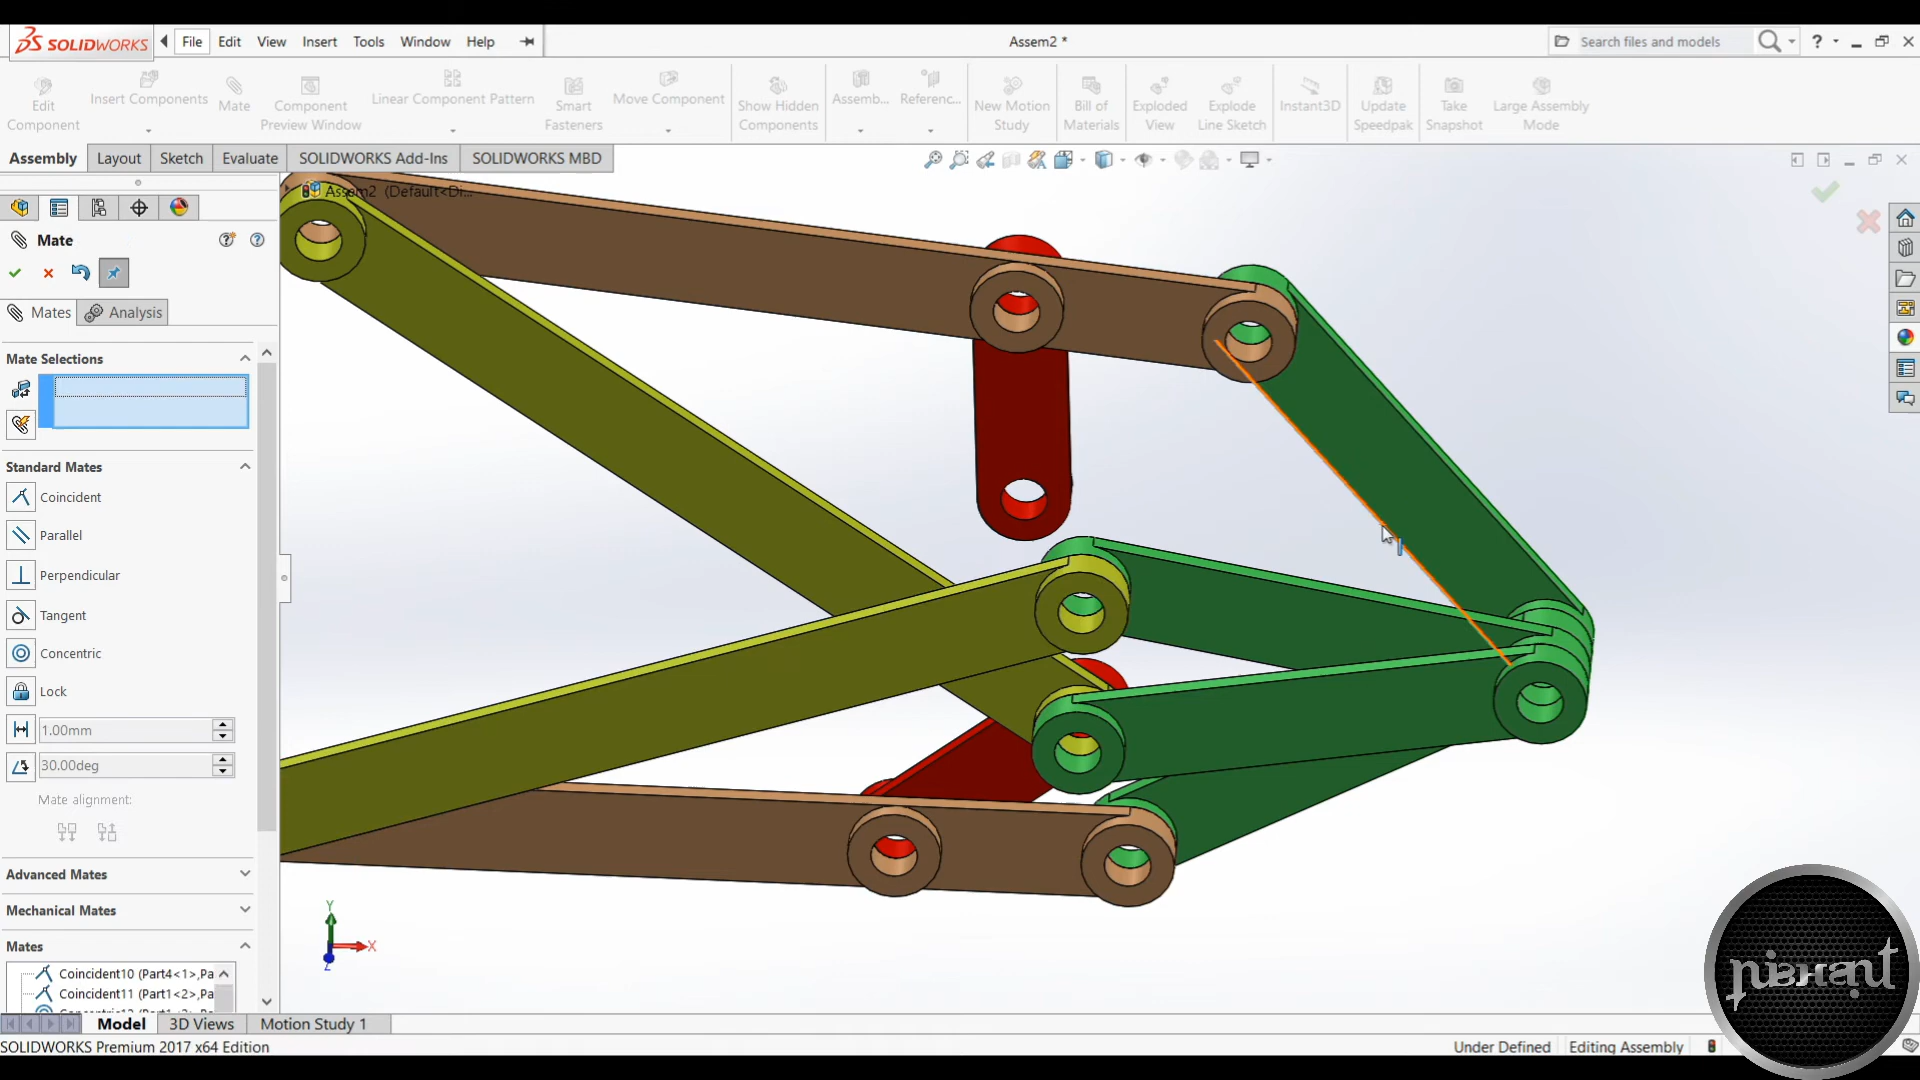 SOLIDWORKS
File Edit View Insert Tools Window Help
Assem2 *
Search files and models
?
Edit Component
Insert Components
Mate
Component Preview Window
Linear Component Pattern
Smart Fasteners
Move Component
Show Hidden Components
Assemb...
Referenc...
New Motion Study
Bill of Materials
Exploded View
Explode Line Sketch
Instant3D
Update Speedpak
Take Snapshot
Large Assembly Mode
Assembly Layout Sketch Evaluate SOLIDWORKS Add-Ins SOLIDWORKS MBD
Assem2 (Default<Di...
Mate
Mates Analysis
Mate Selections
Standard Mates
Coincident
Parallel
Perpendicular
Tangent
Concentric
Lock
1.00mm
30.00deg
Mate alignment:
Advanced Mates
Mechanical Mates
Mates
Coincident10 (Part4<1>,Pa
Coincident11 (Part1<2>,Pa
Y
X
Z
Model 3D Views Motion Study 1
SOLIDWORKS Premium 2017 x64 Edition
Under Defined Editing Assembly